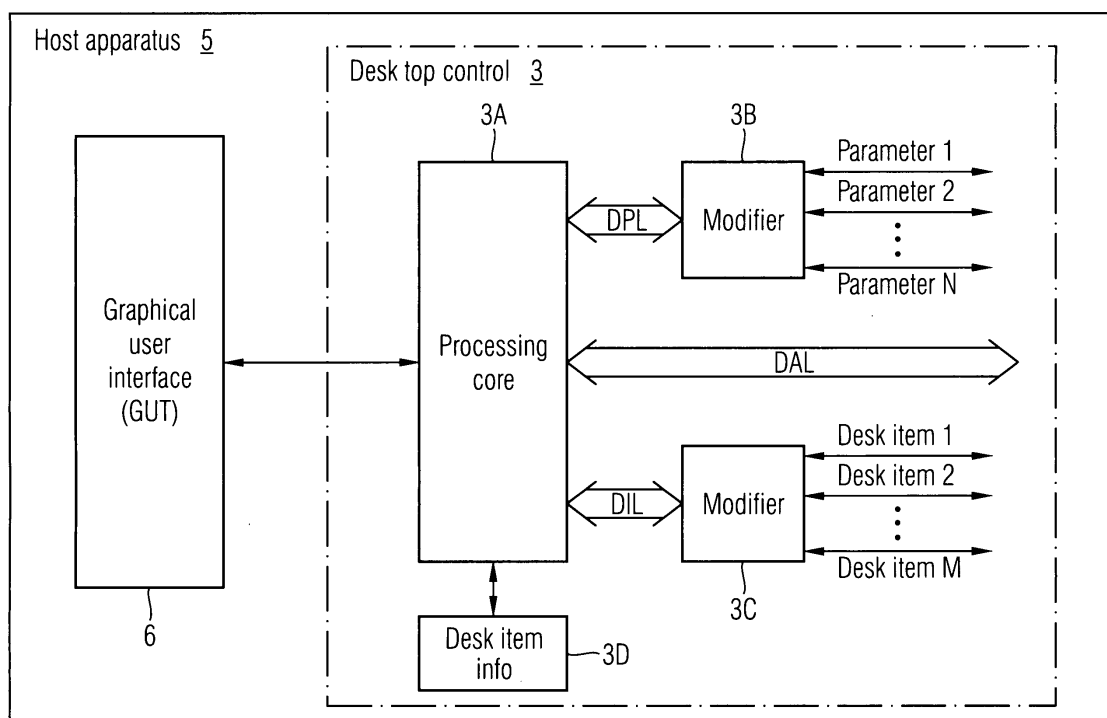 Host apparatus 5
Desk top control 3
3A
3B
Parameter 1
Parameter 2
Parameter N
DPL
Modifier
Graphical
user
interface
(GUT)
Processing
core
DAL
Desk item 1
Desk item 2
Desk item M
DIL
Modifier
3C
6
Desk item
info
3D